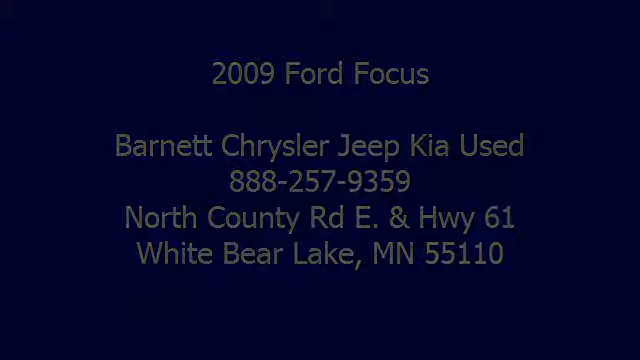 2009 Ford Focus
Barnett Chrysler Jeep Kia Used
888-257-9359
North County Rd E. & Hwy 61
White Bear Lake, MN 55110